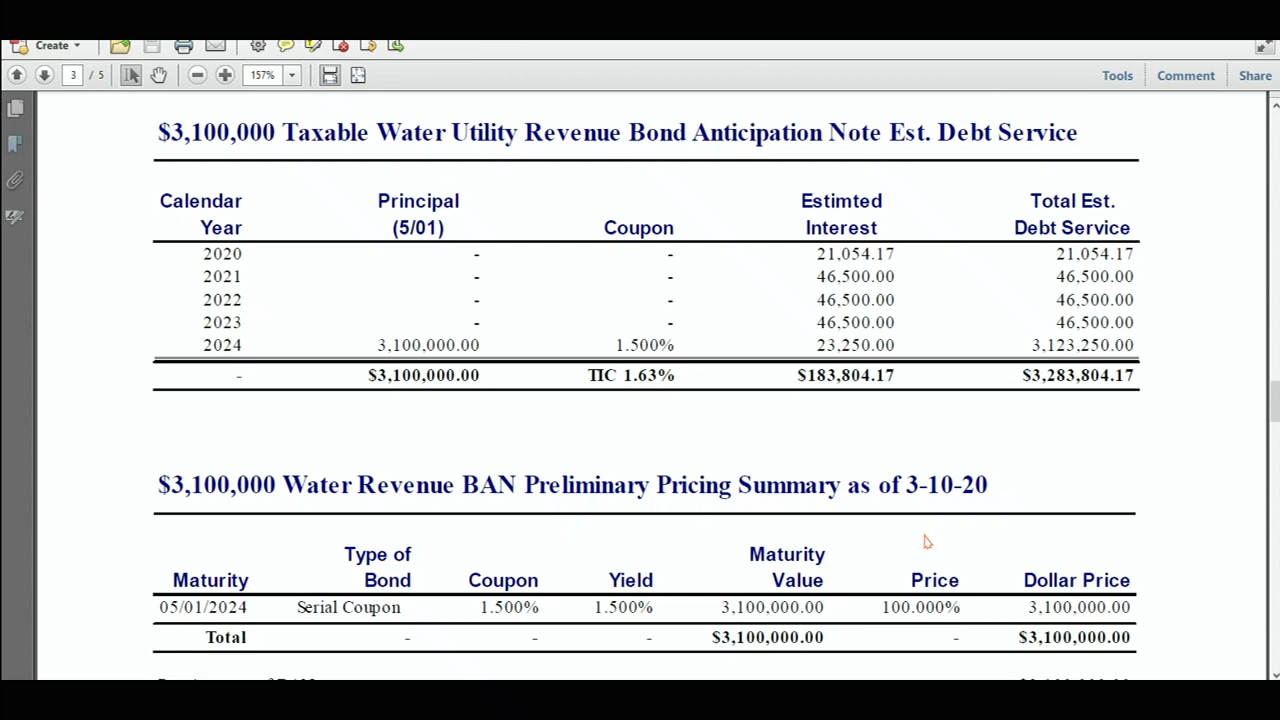 Create
3 / 5 157% Tools Comment Share
$3,100,000 Taxable Water Utility Revenue Bond Anticipation Note Est. Debt Service
Calendar Principal Estimted Total Est.
Year (5/01) Coupon Interest Debt Service
2020 - - 21,054.17 21,054.17
2021 - - 46,500.00 46,500.00
2022 - - 46,500.00 46,500.00
2023 - - 46,500.00 46,500.00
2024 3,100,000.00 1.500% 23,250.00 3,123,250.00
- $3,100,000.00 TIC 1.63% $183,804.17 $3,283,804.17
$3,100,000 Water Revenue BAN Preliminary Pricing Summary as of 3-10-20
Type of Maturity
Maturity Bond Coupon Yield Value Price Dollar Price
05/01/2024 Serial Coupon 1.500% 1.500% 3,100,000.00 100.000% 3,100,000.00
Total - - - $3,100,000.00 - $3,100,000.00